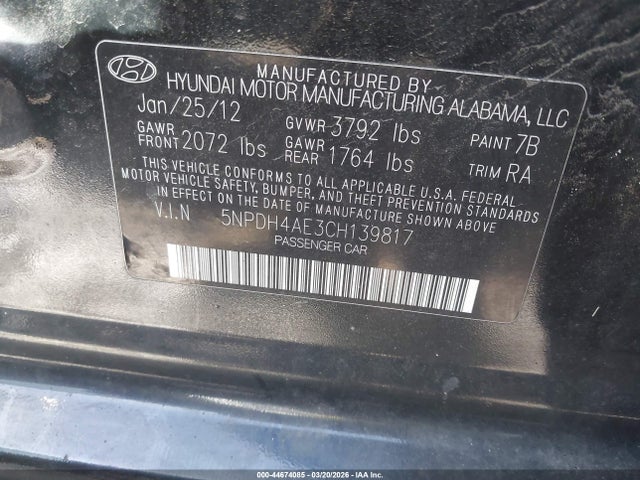 MANUFACTURED BY
HYUNDAI MOTOR MANUFACTURING ALABAMA, LLC
Jan/25/12 GVWR 3792 lbs PAINT 7B
GAWR FRONT 2072 lbs GAWR REAR 1764 lbs TRIM RA
THIS VEHICLE CONFORMS TO ALL APPLICABLE U.S.A. FEDERAL
MOTOR VEHICLE SAFETY, BUMPER, AND THEFT PREVENTION STANDARDS
IN EFFECT ON THE DATE OF MANUFACTURE SHOWN ABOVE
V.I.N 5NPDH4AE3CH139817
PASSENGER CAR
000-44674085 — 03/20/2026 — IAA Inc.